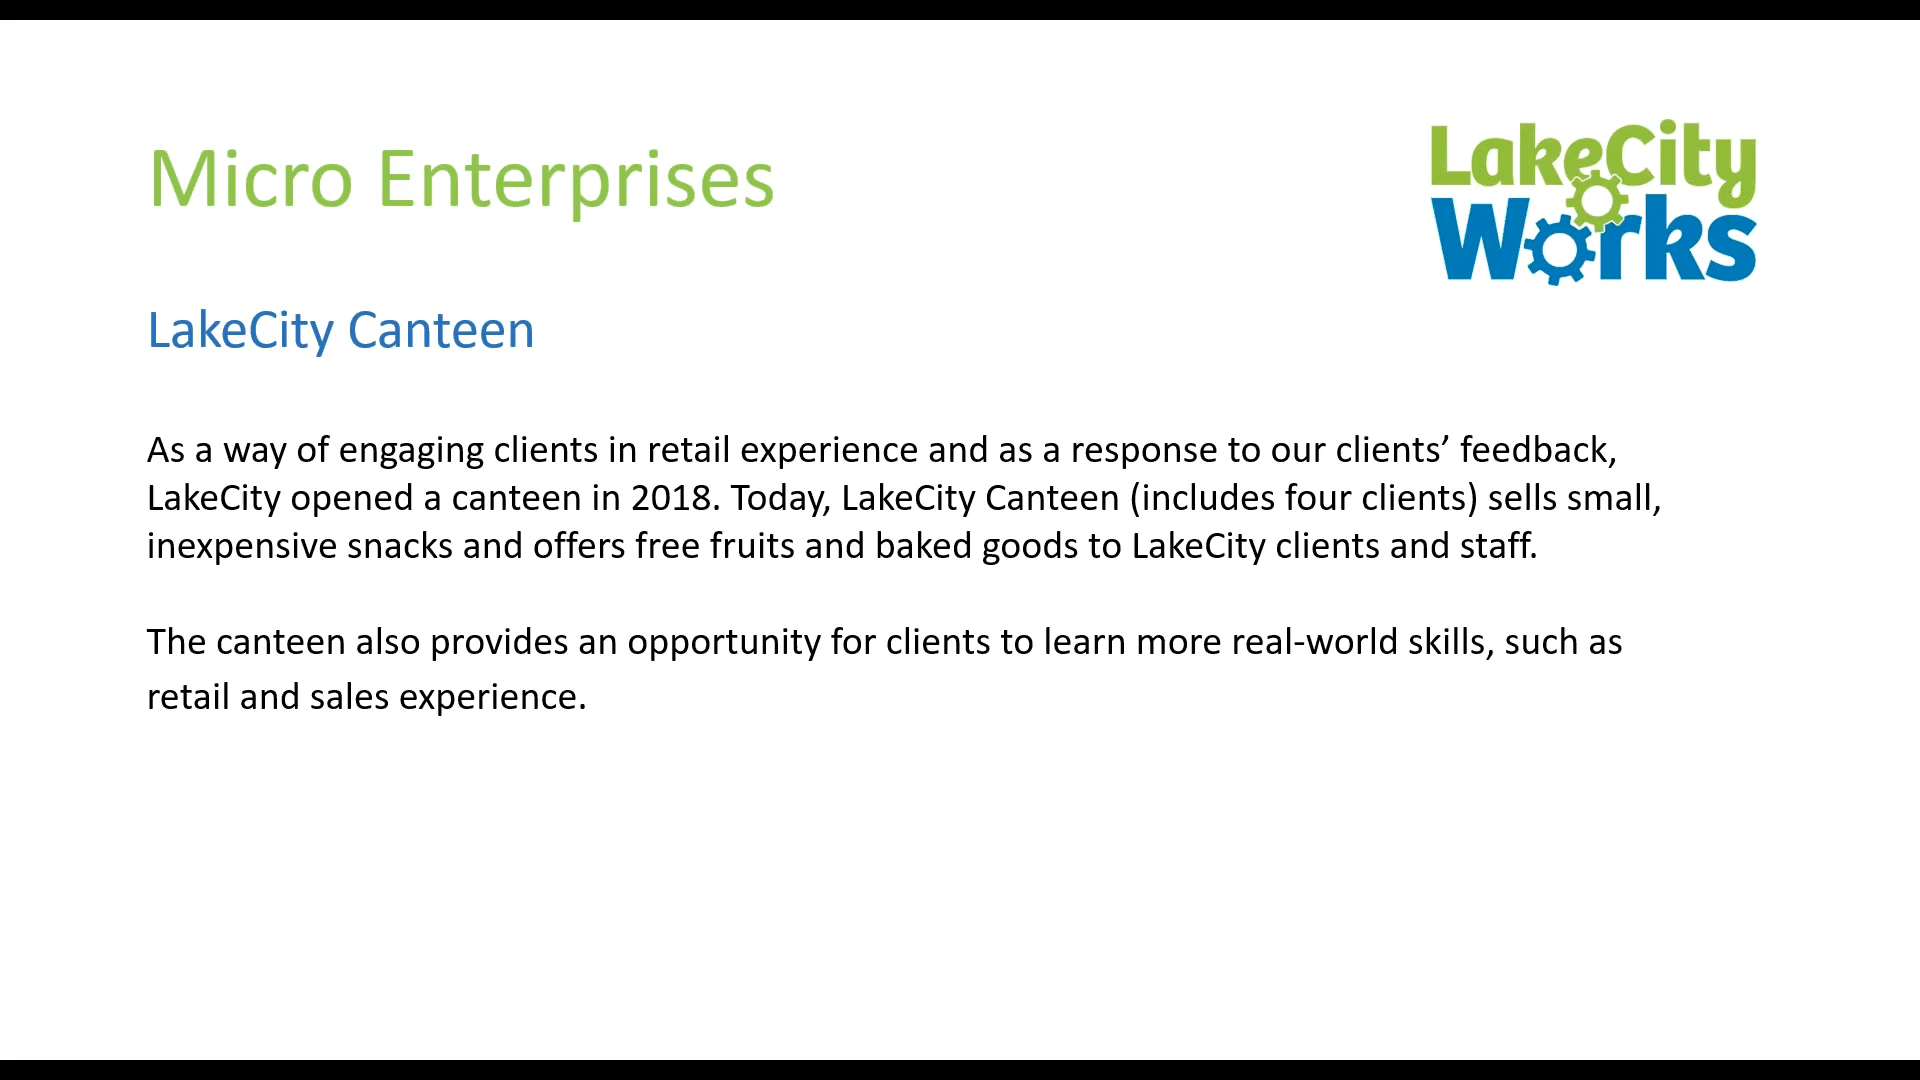 Micro Enterprises
LakeCity
Works
LakeCity Canteen
As a way of engaging clients in retail experience and as a response to our clients’ feedback,
LakeCity opened a canteen in 2018. Today, LakeCity Canteen (includes four clients) sells small,
inexpensive snacks and offers free fruits and baked goods to LakeCity clients and staff.
The canteen also provides an opportunity for clients to learn more real-world skills, such as
retail and sales experience.